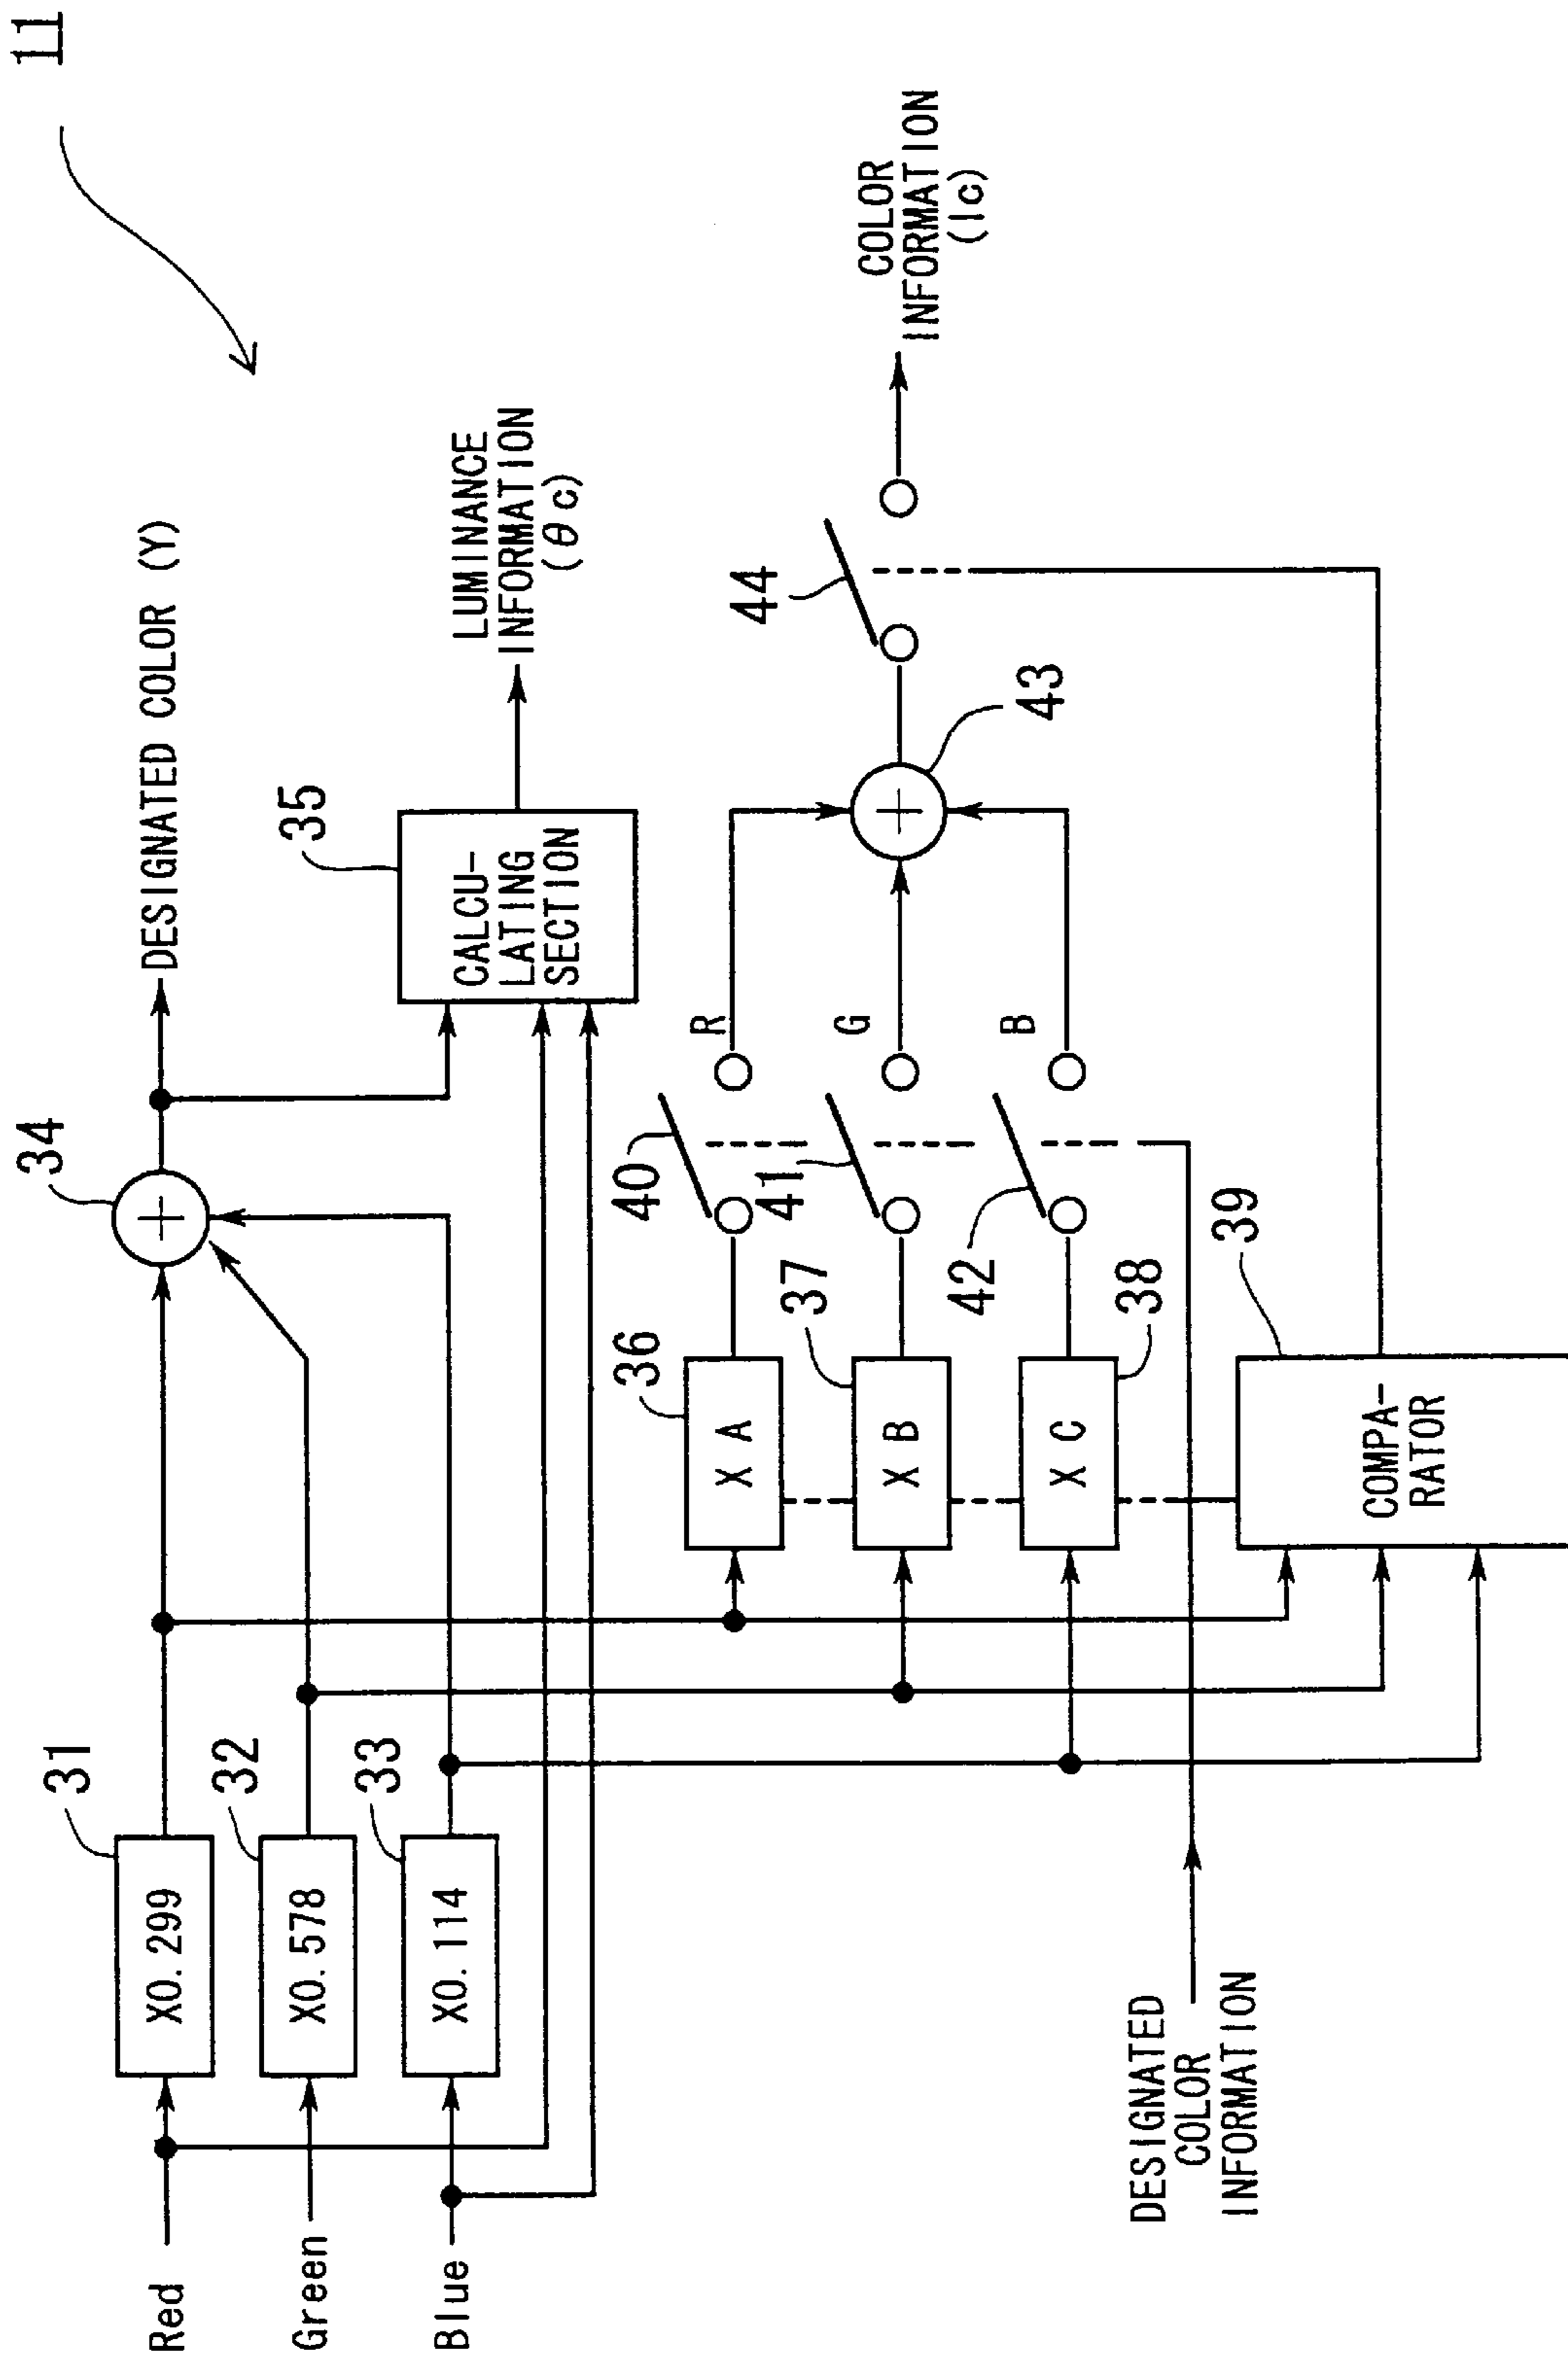 11
Red
Green
Blue
31
X0.299
32
X0.578
33
X0.114
34
DESIGNATED COLOR (Y)
35
CALCU-
LATING
SECTION
LUMINANCE
INFORMATION
(θc)
36
X A
37
X B
38
X C
40
41
42
R
G
B
43
44
COLOR
INFORMATION
(Ic)
39
COMPA-
RATOR
DESIGNATED
COLOR
INFORMATION